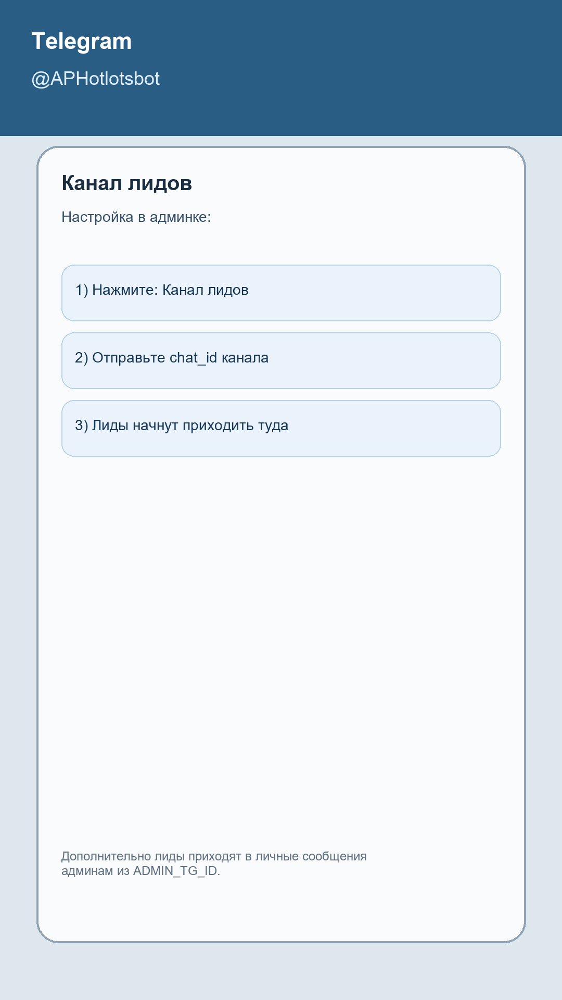 Telegram
@APHotlotsbot
Канал лидов
Настройка в админке:
1) Нажмите: Канал лидов
2) Отправьте chat_id канала
3) Лиды начнут приходить туда
Дополнительно лиды приходят в личные сообщения
админам из ADMIN_TG_ID.